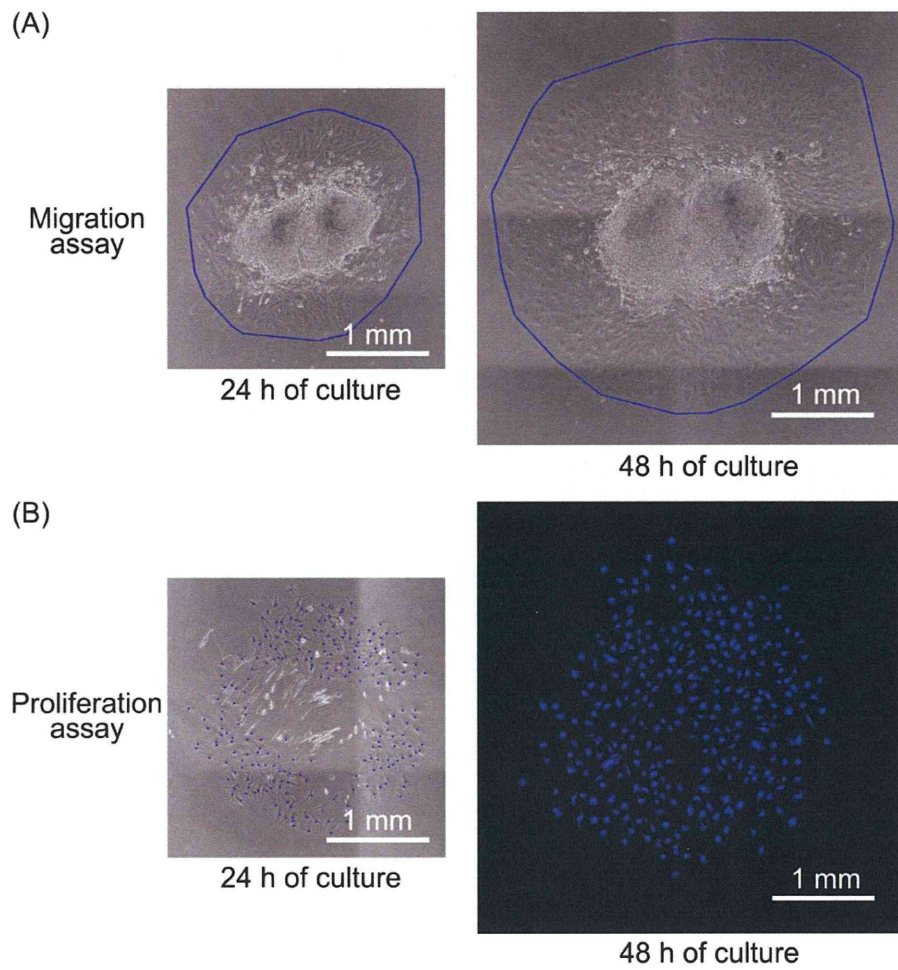 (A)
Migration
assay
1 mm
24 h of culture
1 mm
48 h of culture
(B)
Proliferation
assay
1 mm
24 h of culture
1 mm
48 h of culture